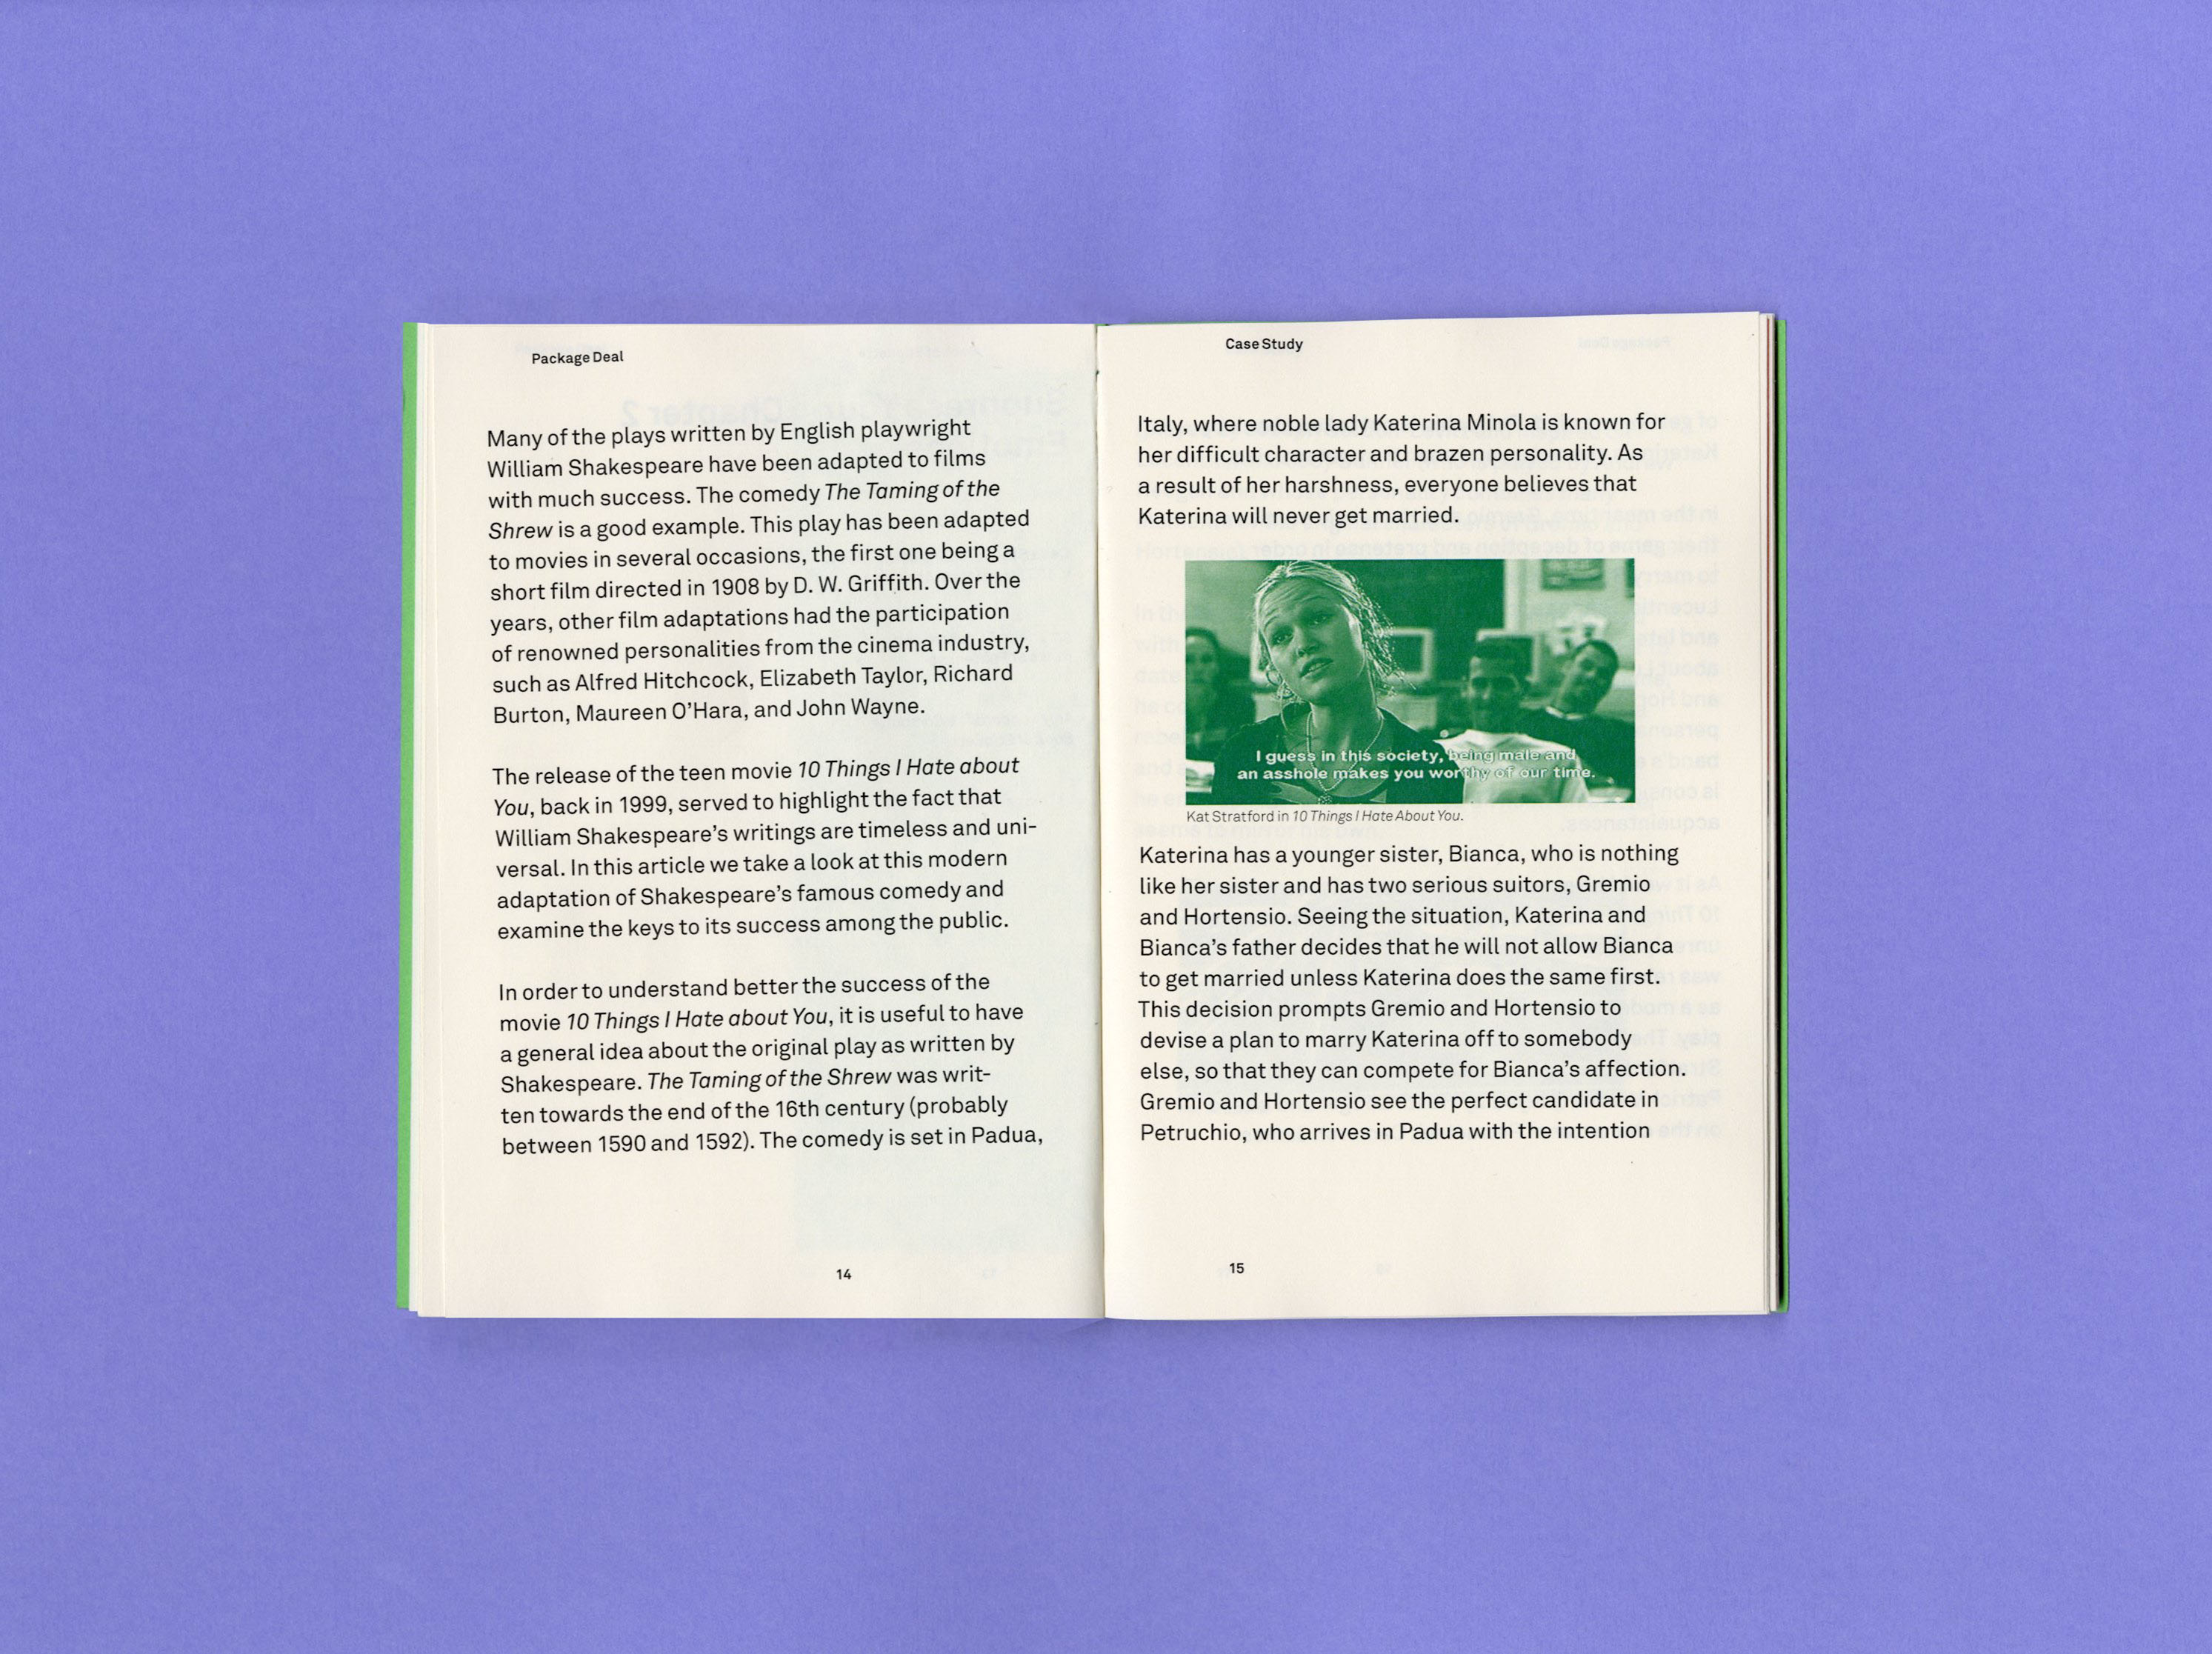 Package Deal
Many of the plays written by English playwright
William Shakespeare have been adapted to films
with much success. The comedy The Taming of the
Shrew is a good example. This play has been adapted
to movies in several occasions, the first one being a
short film directed in 1908 by D. W. Griffith. Over the
years, other film adaptations had the participation
of renowned personalities from the cinema industry,
such as Alfred Hitchcock, Elizabeth Taylor, Richard
Burton, Maureen O’Hara, and John Wayne.
The release of the teen movie 10 Things I Hate about
You, back in 1999, served to highlight the fact that
William Shakespeare’s writings are timeless and uni-
versal. In this article we take a look at this modern
adaptation of Shakespeare’s famous comedy and
examine the keys to its success among the public.
In order to understand better the success of the
movie 10 Things I Hate about You, it is useful to have
a general idea about the original play as written by
Shakespeare. The Taming of the Shrew was writ-
ten towards the end of the 16th century (probably
between 1590 and 1592). The comedy is set in Padua,
14
Case Study
Italy, where noble lady Katerina Minola is known for
her difficult character and brazen personality. As
a result of her harshness, everyone believes that
Katerina will never get married.
I guess in this society, being male and
an asshole makes you worthy of our time.
Kat Stratford in 10 Things I Hate About You.
Katerina has a younger sister, Bianca, who is nothing
like her sister and has two serious suitors, Gremio
and Hortensio. Seeing the situation, Katerina and
Bianca’s father decides that he will not allow Bianca
to get married unless Katerina does the same first.
This decision prompts Gremio and Hortensio to
devise a plan to marry Katerina off to somebody
else, so that they can compete for Bianca’s affection.
Gremio and Hortensio see the perfect candidate in
Petruchio, who arrives in Padua with the intention
15